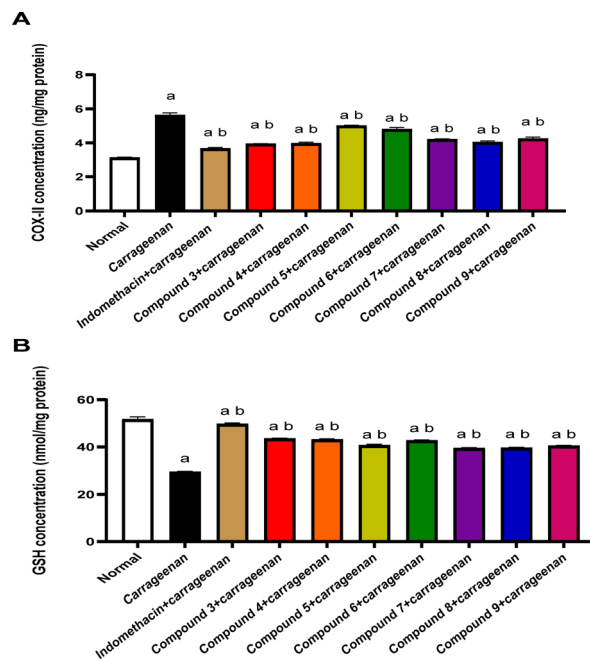 A
COX-II concentration (ng/mg protein)
8
6
4
2
0
a
a b
a b
a b
a b
a b
a b
a b
a b
Normal
Carrageenan
Indomethacin+carrageenan
Compound 3+carrageenan
Compound 4+carrageenan
Compound 5+carrageenan
Compound 6+carrageenan
Compound 7+carrageenan
Compound 8+carrageenan
Compound 9+carrageenan
B
GSH concentration (nmol/mg protein)
60
40
20
0
a
a b
a b
a b
a b
a b
a b
a b
a b
Normal
Carrageenan
Indomethacin+carrageenan
Compound 3+carrageenan
Compound 4+carrageenan
Compound 5+carrageenan
Compound 6+carrageenan
Compound 7+carrageenan
Compound 8+carrageenan
Compound 9+carrageenan